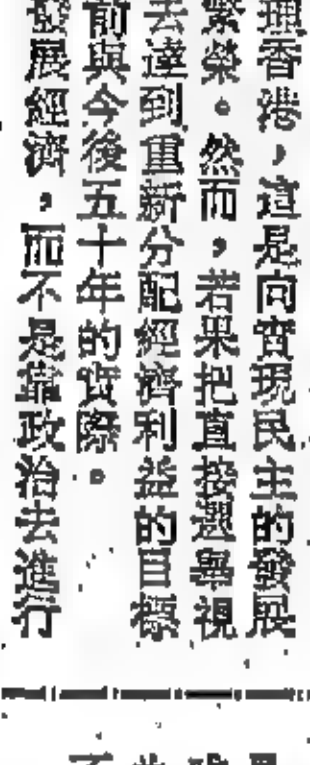 理香港,這是向實現民主的發展
繁榮。然而,若果把直接選舉視
去達到重新分配經濟利益的目標
前與今後五十年的實際。
發展經濟,而不是靠政治去進行